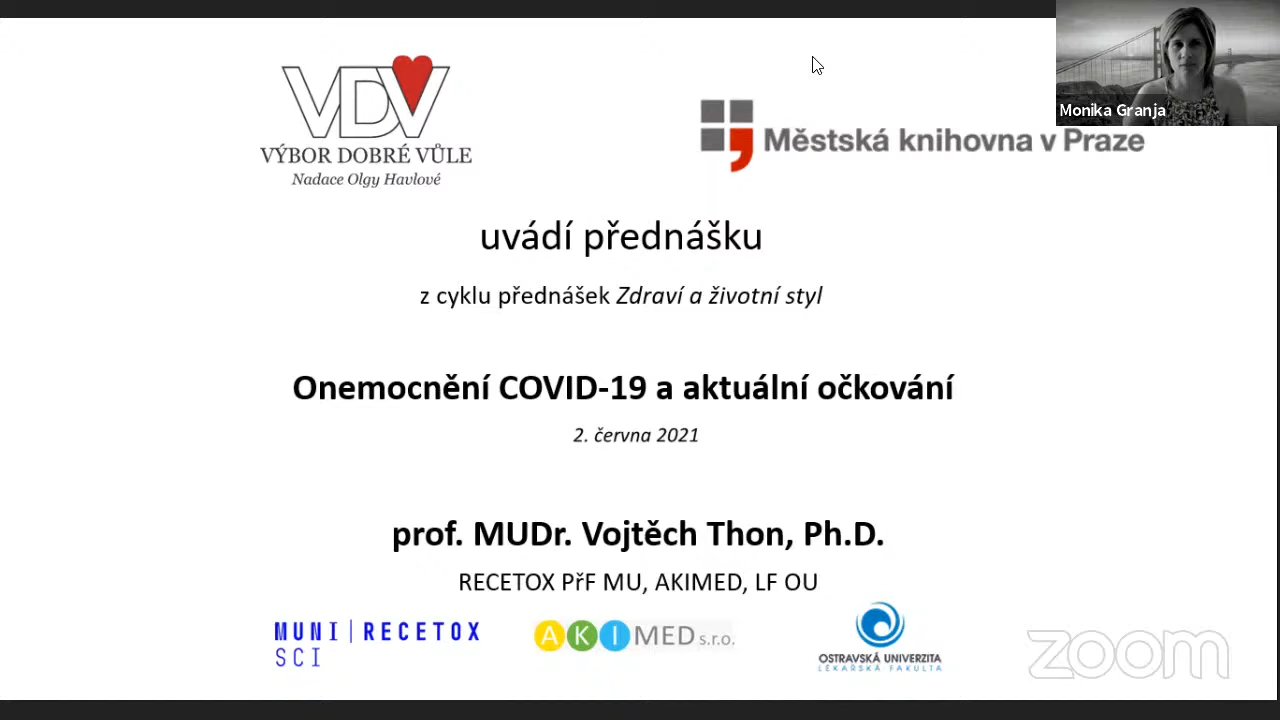 VDV
VÝBOR DOBRÉ VŮLE
Nadace Olgy Havlové
Městská knihovna v Praze
Monika Granja
uvádí přednášku
z cyklu přednášek Zdraví a životní styl
Onemocnění COVID-19 a aktuální očkování
2. června 2021
prof. MUDr. Vojtěch Thon, Ph.D.
RECETOX PřF MU, AKIMED, LF OU
MUNI | RECETOX
SCI
AKIMED s.r.o.
OSTRAVSKÁ UNIVERZITA
LÉKAŘSKÁ FAKULTA
zoom